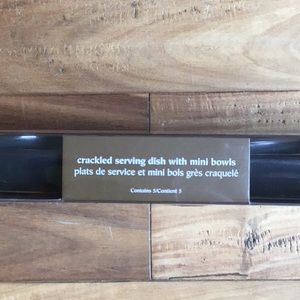 crackled serving dish with mini bowls
plats de service et mini bols grès craquelé
Contains 5/Contient 5